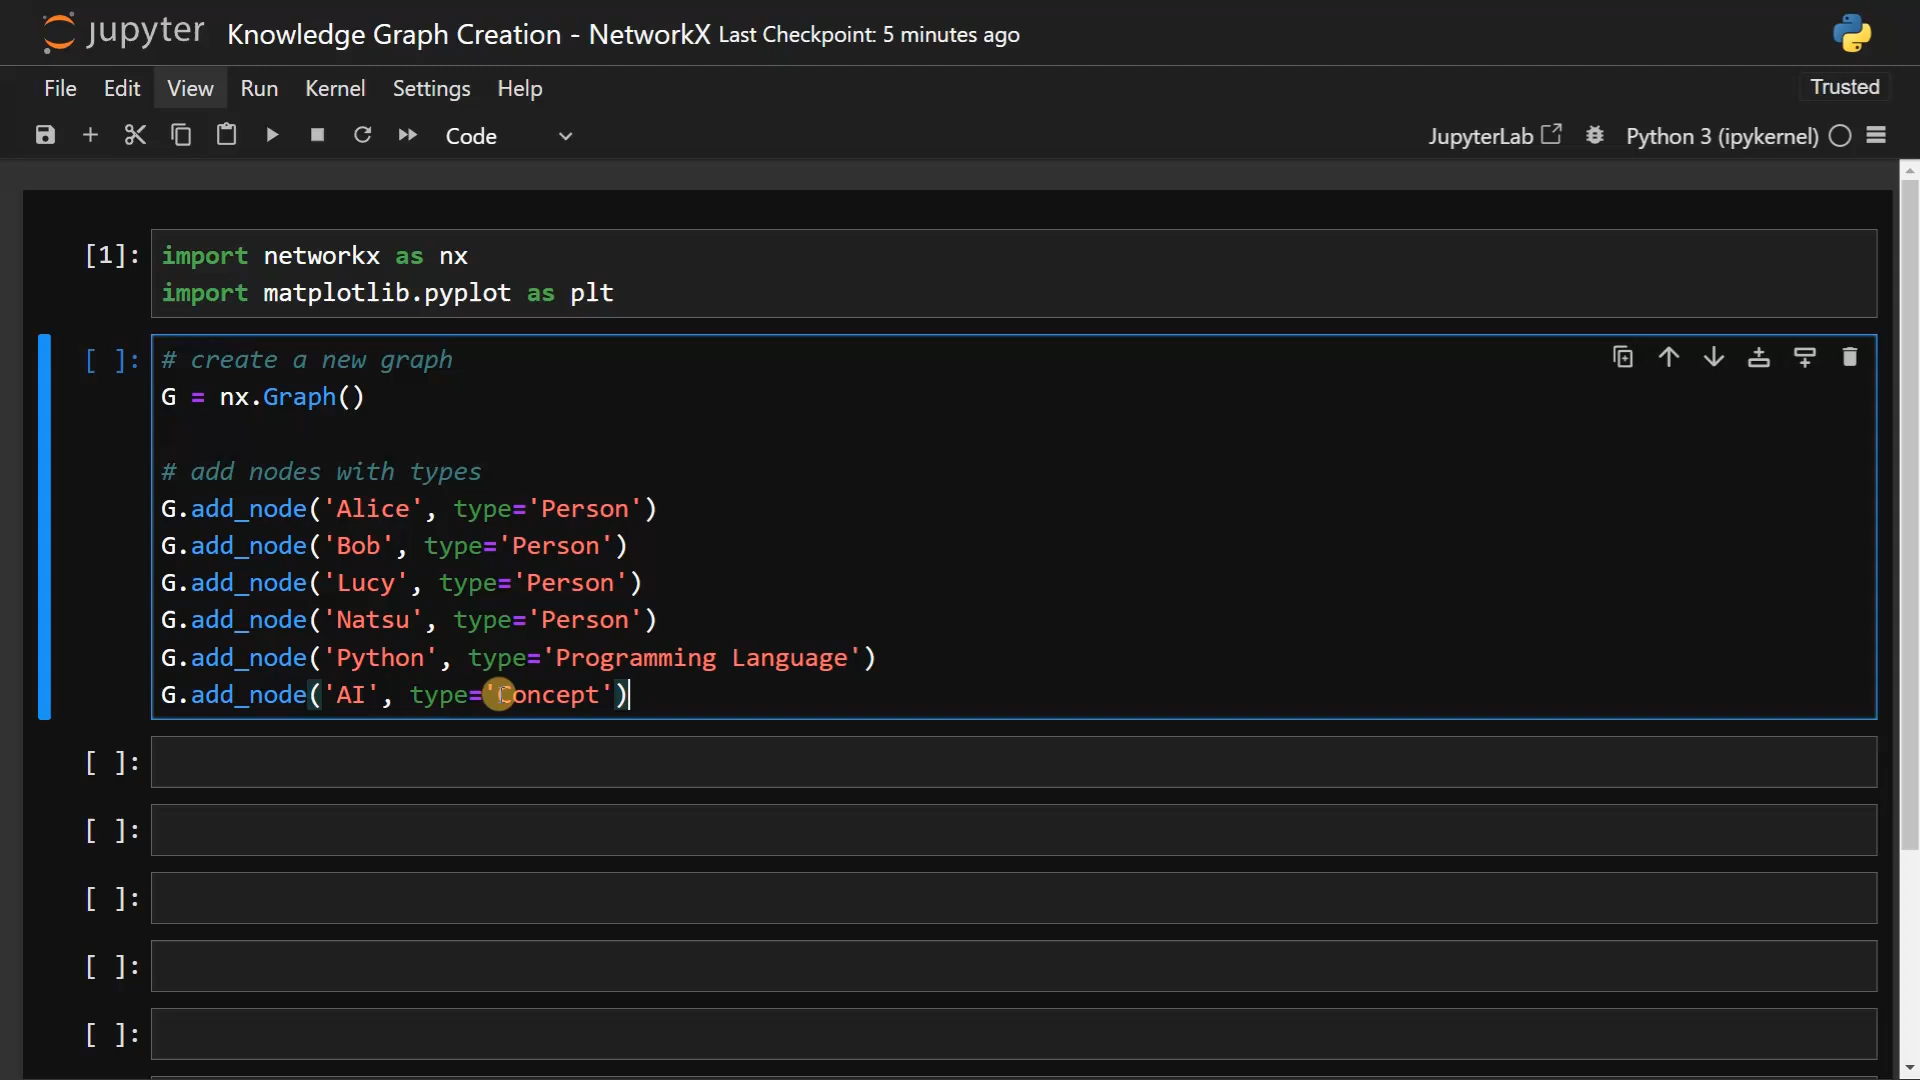 jupyter Knowledge Graph Creation - NetworkX Last Checkpoint: 5 minutes ago
File Edit View Run Kernel Settings Help Trusted
Code JupyterLab Python 3 (ipykernel)
[1]: import networkx as nx
import matplotlib.pyplot as plt
[ ]: # create a new graph
G = nx.Graph()
# add nodes with types
G.add_node('Alice', type='Person')
G.add_node('Bob', type='Person')
G.add_node('Lucy', type='Person')
G.add_node('Natsu', type='Person')
G.add_node('Python', type='Programming Language')
G.add_node('AI', type='Concept')
[ ]:
[ ]:
[ ]:
[ ]:
[ ]: